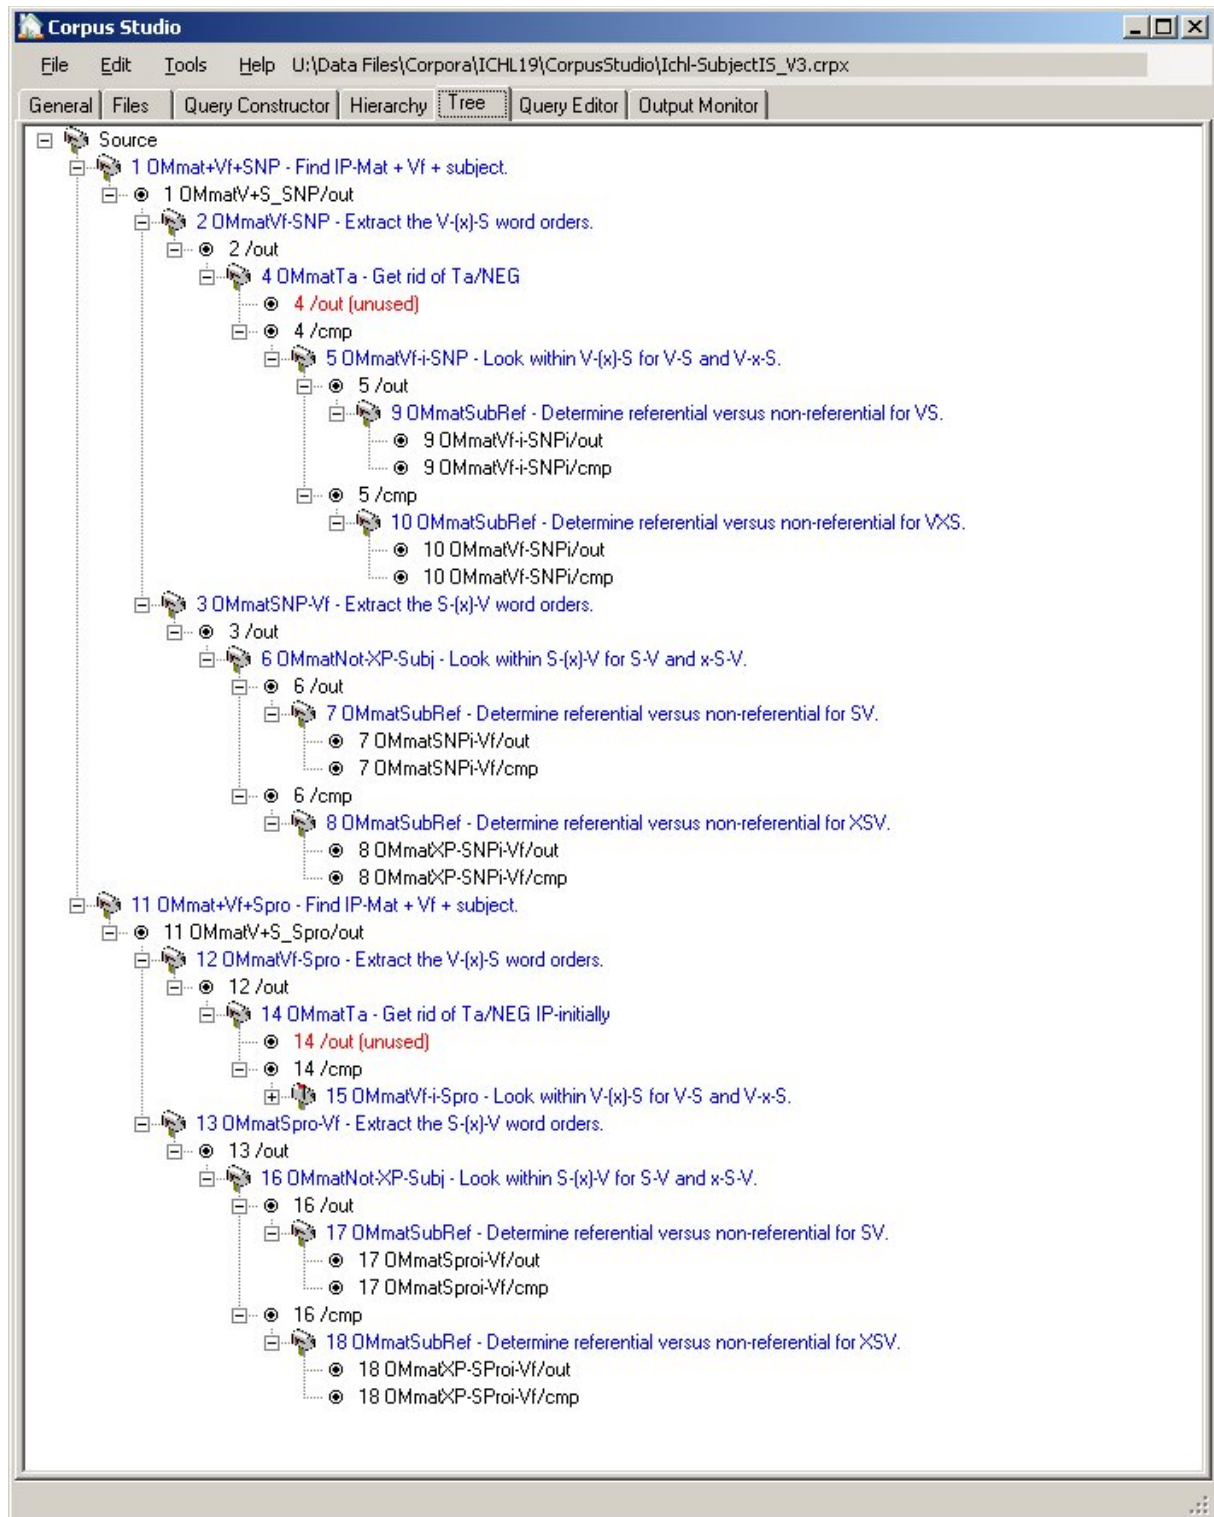 Corpus Studio
File Edit Tools Help U:\Data Files\Corpora\ICHL19\CorpusStudio\Ichl-SubjectIS_V3.crpx
General Files Query Constructor Hierarchy Tree Query Editor Output Monitor
Source
1 OMmat+Vf+SNP - Find IP-Mat + Vf + subject.
1 OMmatV+S_SNP/out
2 OMmatVf-SNP - Extract the V-(x)-S word orders.
2 /out
4 OMmatTa - Get rid of Ta/NEG
4 /out (unused)
4 /cmp
5 OMmatVf-i-SNP - Look within V-(x)-S for V-S and V-x-S.
5 /out
9 OMmatSubRef - Determine referential versus non-referential for VS.
9 OMmatVf-i-SNPi/out
9 OMmatVf-i-SNPi/cmp
5 /cmp
10 OMmatSubRef - Determine referential versus non-referential for VXS.
10 OMmatVf-SNPi/out
10 OMmatVf-SNPi/cmp
3 OMmatSNP-Vf - Extract the S-(x)-V word orders.
3 /out
6 OMmatNot-XP-Subj - Look within S-(x)-V for S-V and x-S-V.
6 /out
7 OMmatSubRef - Determine referential versus non-referential for SV.
7 OMmatSNPi-Vf/out
7 OMmatSNPi-Vf/cmp
6 /cmp
8 OMmatSubRef - Determine referential versus non-referential for XSV.
8 OMmatXP-SNPi-Vf/out
8 OMmatXP-SNPi-Vf/cmp
11 OMmat+Vf+Spro - Find IP-Mat + Vf + subject.
11 OMmatV+S_Spro/out
12 OMmatVf-Spro - Extract the V-(x)-S word orders.
12 /out
14 OMmatTa - Get rid of Ta/NEG IP-initially
14 /out (unused)
14 /cmp
15 OMmatVf-i-Spro - Look within V-(x)-S for V-S and V-x-S.
13 OMmatSpro-Vf - Extract the S-(x)-V word orders.
13 /out
16 OMmatNot-XP-Subj - Look within S-(x)-V for S-V and x-S-V.
16 /out
17 OMmatSubRef - Determine referential versus non-referential for SV.
17 OMmatSproi-Vf/out
17 OMmatSproi-Vf/cmp
16 /cmp
18 OMmatSubRef - Determine referential versus non-referential for XSV.
18 OMmatXP-SProi-Vf/out
18 OMmatXP-SProi-Vf/cmp